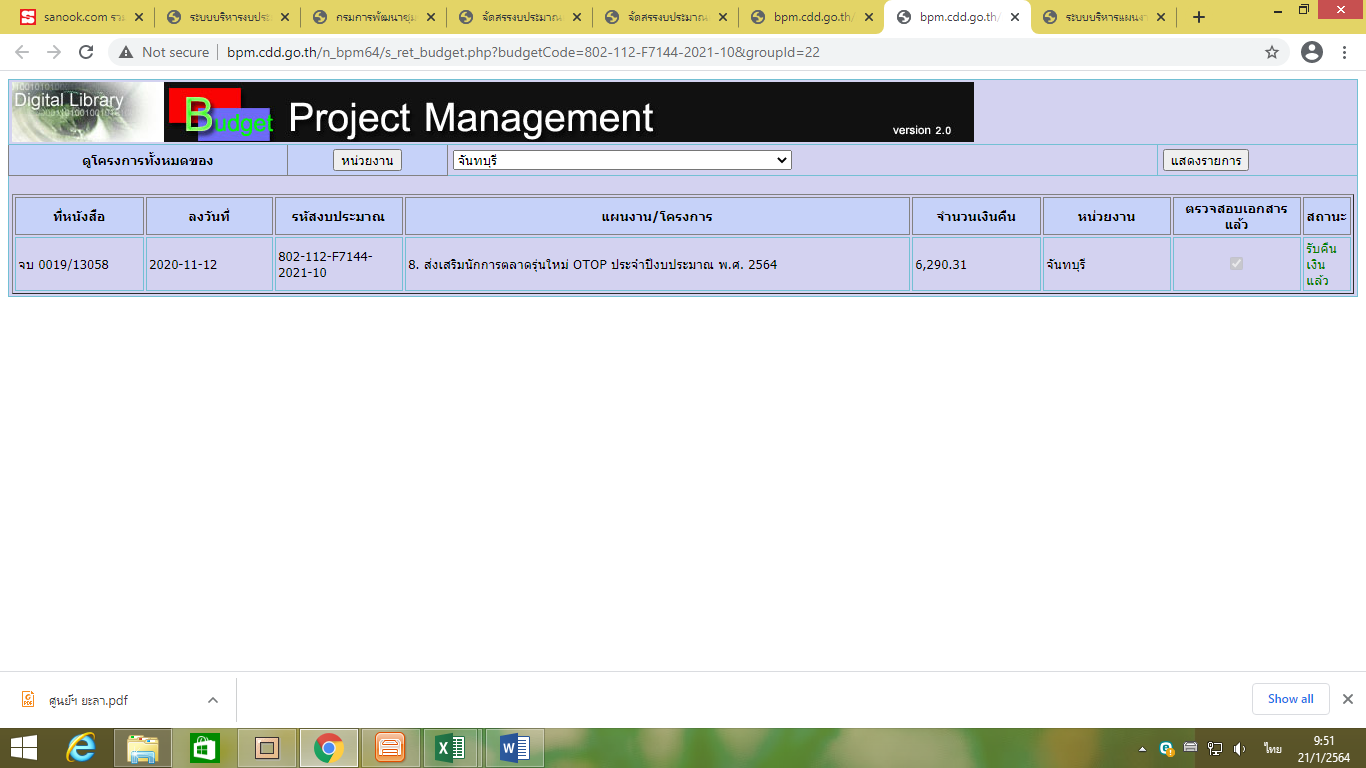 sanook.com รวม
ระบบบริหารงบประ
กรมการพัฒนาชุม
จัดสรรงบประมาณ
จัดสรรงบประมาณ
bpm.cdd.go.th/
bpm.cdd.go.th/
ระบบบริหารแผนงา
Not secure bpm.cdd.go.th/n_bpm64/s_ret_budget.php?budgetCode=802-112-F7144-2021-10&groupId=22
Digital Library
Budget Project Management
version 2.0
ดูโครงการทั้งหมดของ หน่วยงาน จันทบุรี แสดงรายการ
ที่หนังสือ ลงวันที่ รหัสงบประมาณ แผนงาน/โครงการ จำนวนเงินคืน หน่วยงาน ตรวจสอบเอกสารแล้ว สถานะ
จบ 0019/13058 2020-11-12 802-112-F7144-2021-10 8. ส่งเสริมนักการตลาดรุ่นใหม่ OTOP ประจำปีงบประมาณ พ.ศ. 2564 6,290.31 จันทบุรี รับคืนเงินแล้ว
ศูนย์ฯ ยะลา.pdf
Show all
ไทย
9:51
21/1/2564